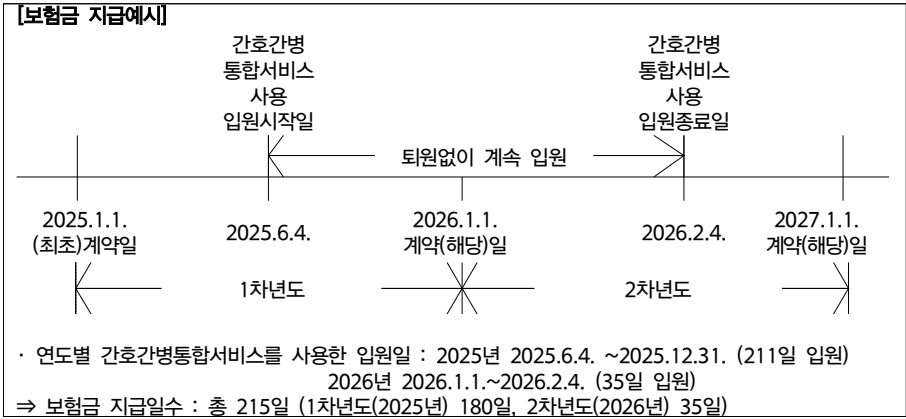 [보험금 지급예시]
간호간병
통합서비스
사용
입원시작일
간호간병
통합서비스
사용
입원종료일
퇴원없이 계속 입원
2025.1.1.
(최초)계약일
2025.6.4.
2026.1.1.
계약(해당)일
2026.2.4.
2027.1.1.
계약(해당)일
1차년도
2차년도
· 연도별 간호간병통합서비스를 사용한 입원일 : 2025년 2025.6.4. ~2025.12.31. (211일 입원)
2026년 2026.1.1.~2026.2.4. (35일 입원)
⇒ 보험금 지급일수 : 총 215일 (1차년도(2025년) 180일, 2차년도(2026년) 35일)